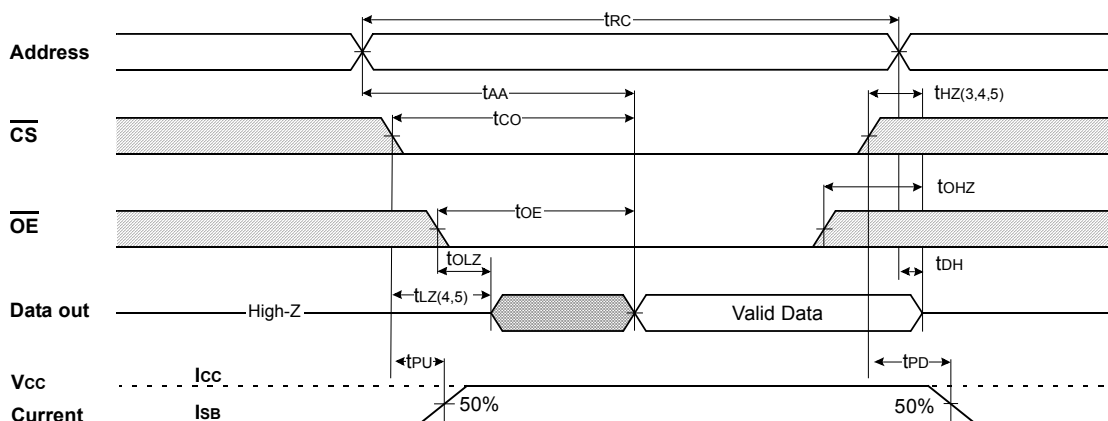 tRC
Address
tAA
tHZ(3,4,5)
CS
tCO
tOHZ
OE
tOE
tOLZ
tDH
tLZ(4,5)
Data out
High-Z
Valid Data
tPU
tPD
VCC
ICC
50%
50%
Current
ISB